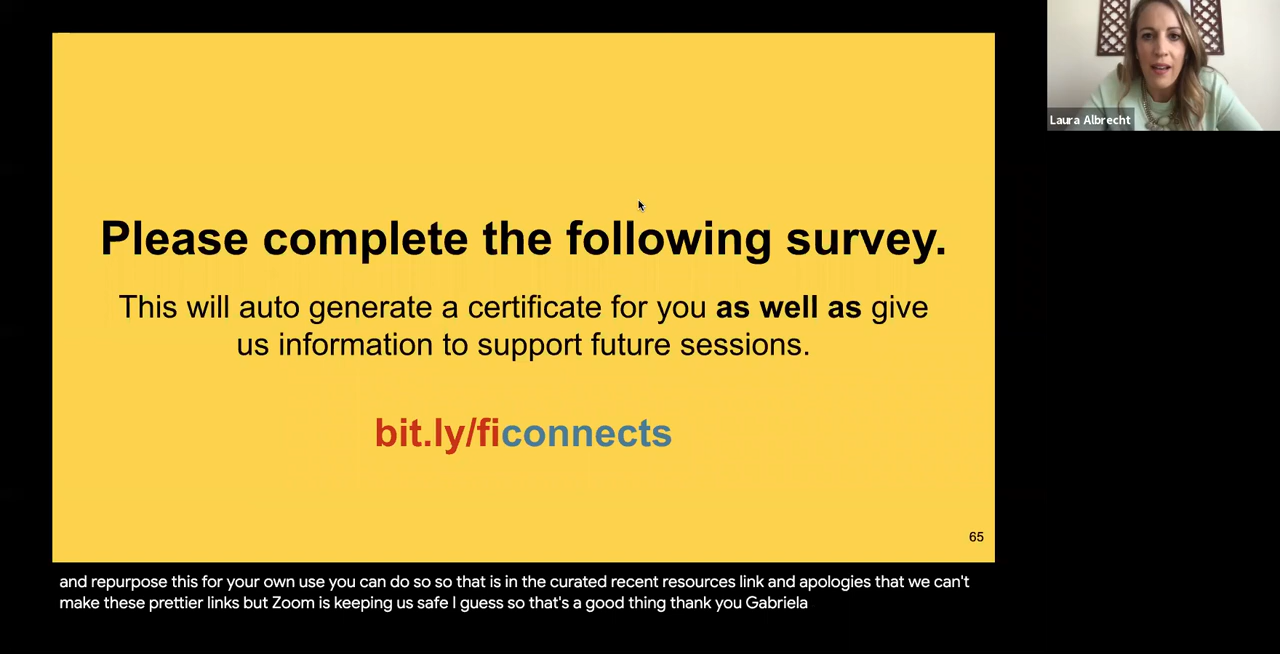 Please complete the following survey.
This will auto generate a certificate for you as well as give
us information to support future sessions.
bit.ly/ficonnects
65
Laura Albrecht
and repurpose this for your own use you can do so so that is in the curated recent resources link and apologies that we can't
make these prettier links but Zoom is keeping us safe I guess so that's a good thing thank you Gabriela